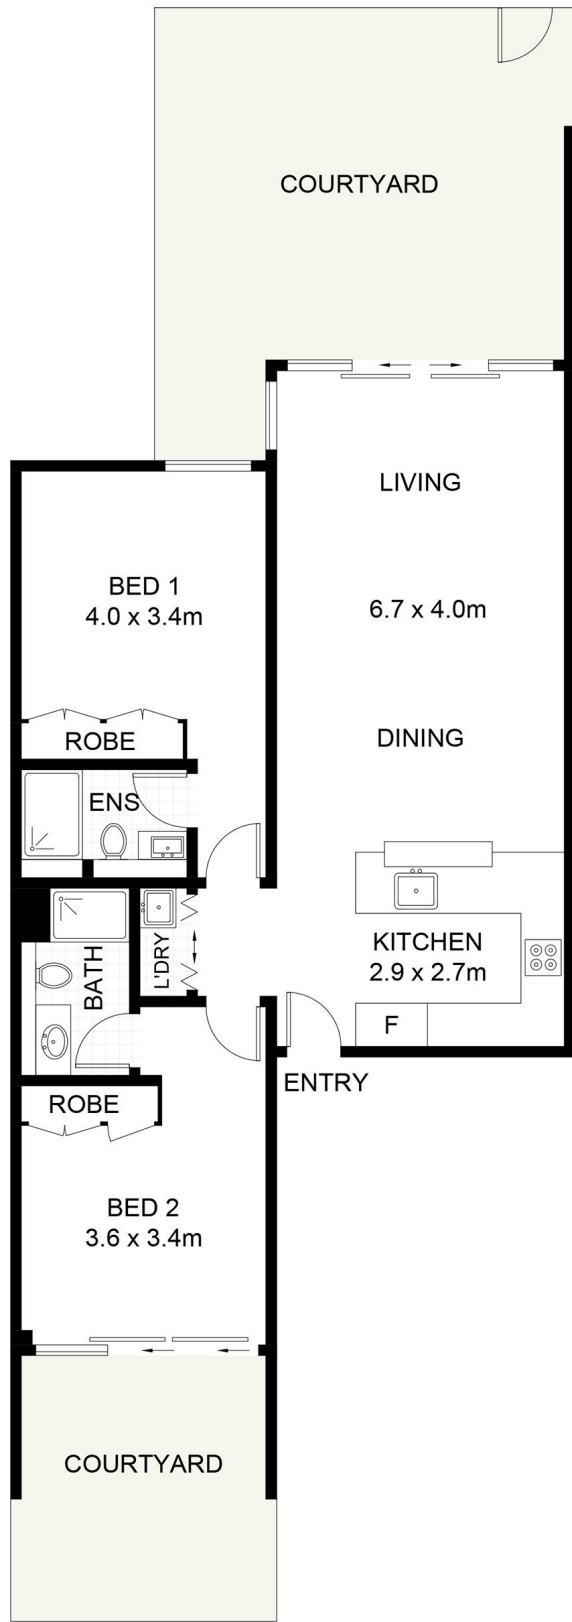 COURTYARD
LIVING
BED 1
4.0 x 3.4m
6.7 x 4.0m
ROBE
DINING
ENS
BATH
L'DRY
KITCHEN
2.9 x 2.7m
F
ENTRY
ROBE
BED 2
3.6 x 3.4m
COURTYARD